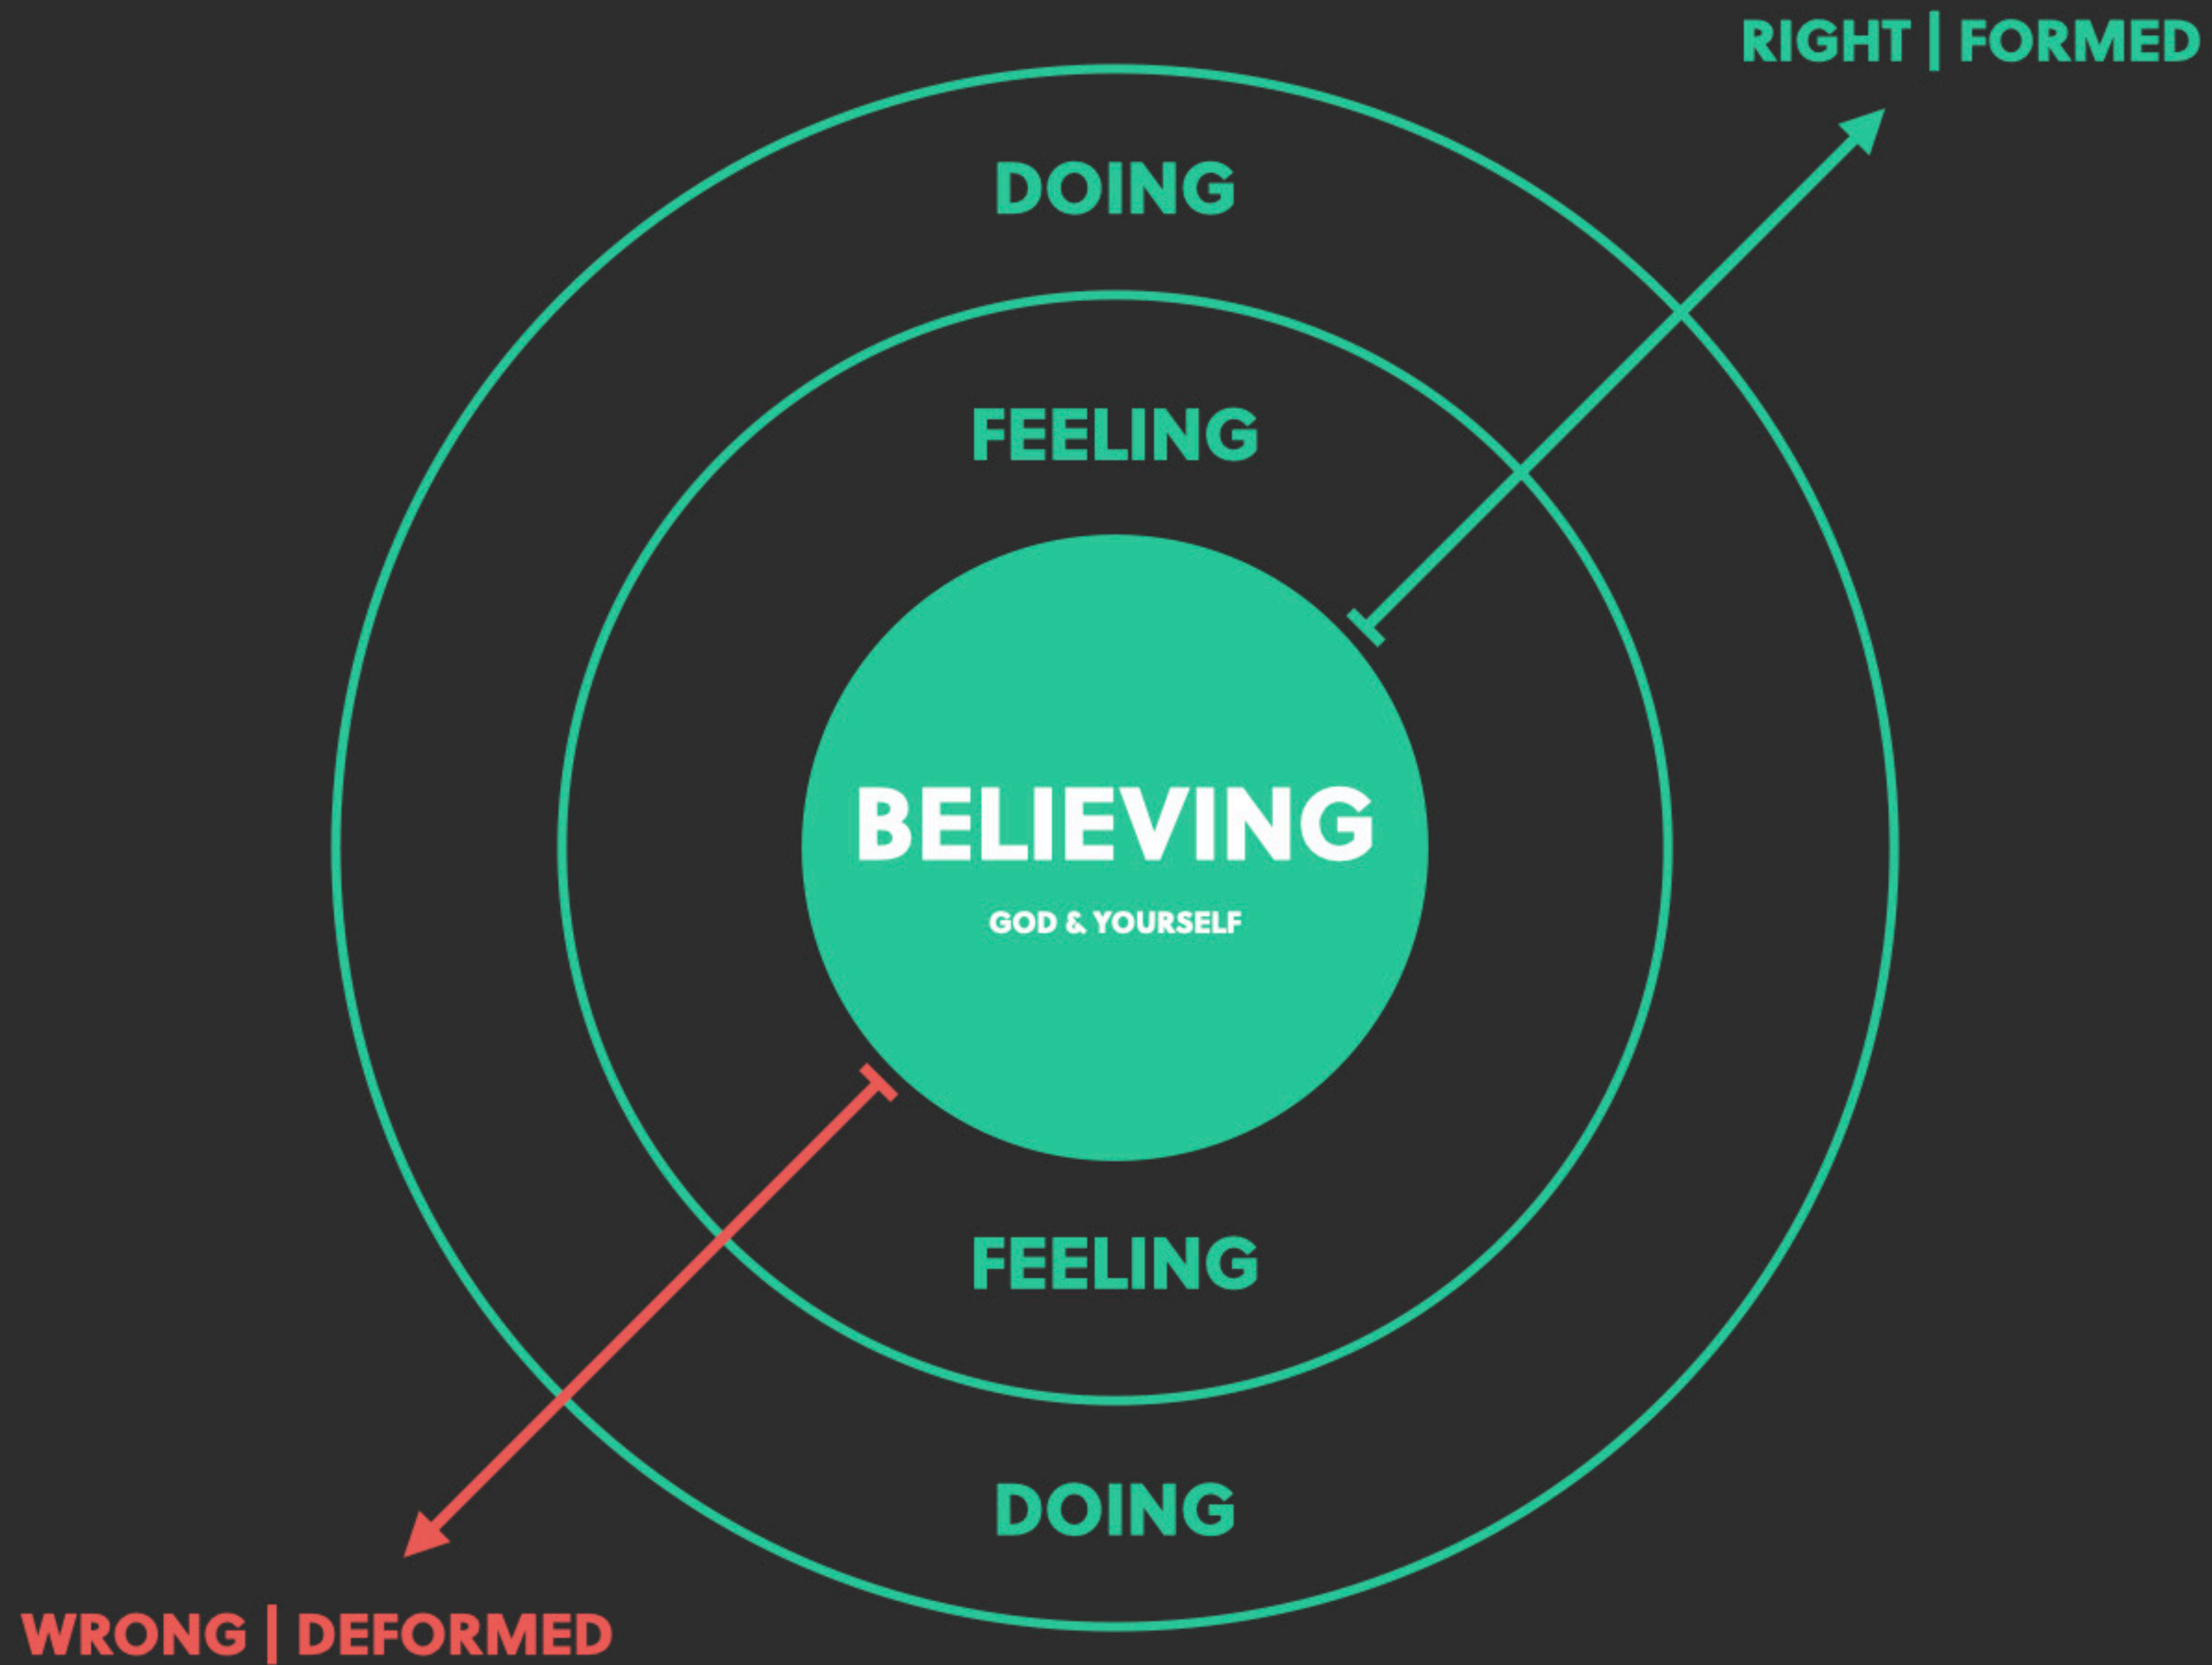 RIGHT | FORMED
DOING
FEELING
BELIEVING
GOD & YOURSELF
FEELING
DOING
WRONG | DEFORMED